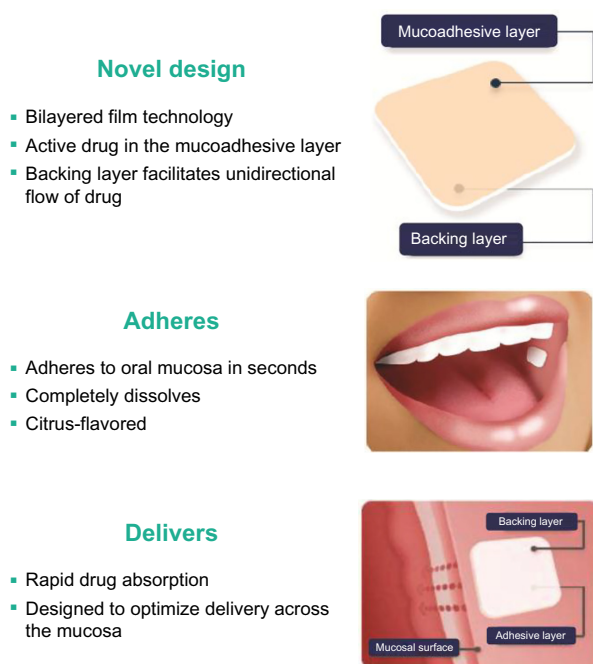 Novel design
▪ Bilayered film technology
▪ Active drug in the mucoadhesive layer
▪ Backing layer facilitates unidirectional
flow of drug
Mucoadhesive layer
Backing layer
Adheres
▪ Adheres to oral mucosa in seconds
▪ Completely dissolves
▪ Citrus-flavored
Delivers
▪ Rapid drug absorption
▪ Designed to optimize delivery across
the mucosa
Backing layer
Adhesive layer
Mucosal surface